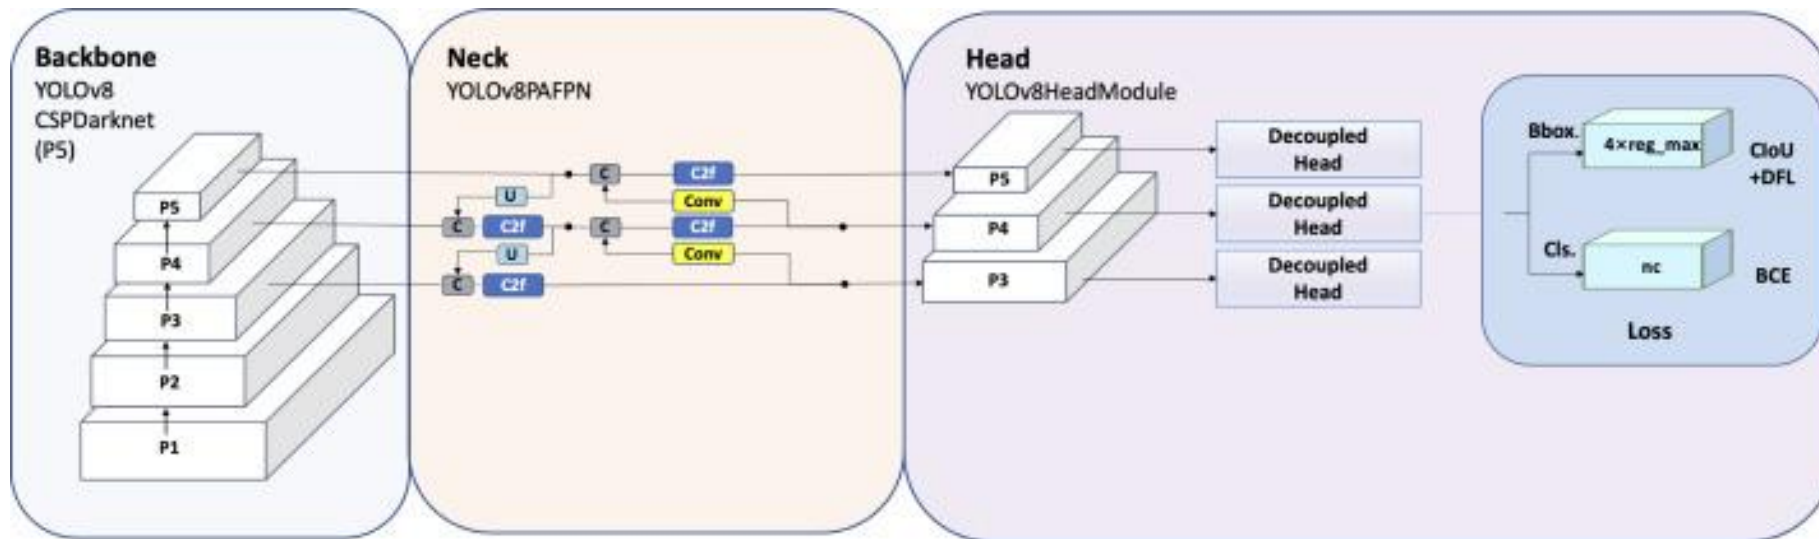 Backbone
YOLOv8
CSPDarknet
(P5)
P5
P4
P3
P2
P1
Neck
YOLOv8PAFPN
C
C2f
U
Conv
C
C2f
C
C2f
U
Conv
C
C2f
Head
YOLOv8HeadModule
P5
P4
P3
Decoupled
Head
Decoupled
Head
Decoupled
Head
Bbox.
4×reg_max
CIoU
+DFL
Cls.
nc
BCE
Loss